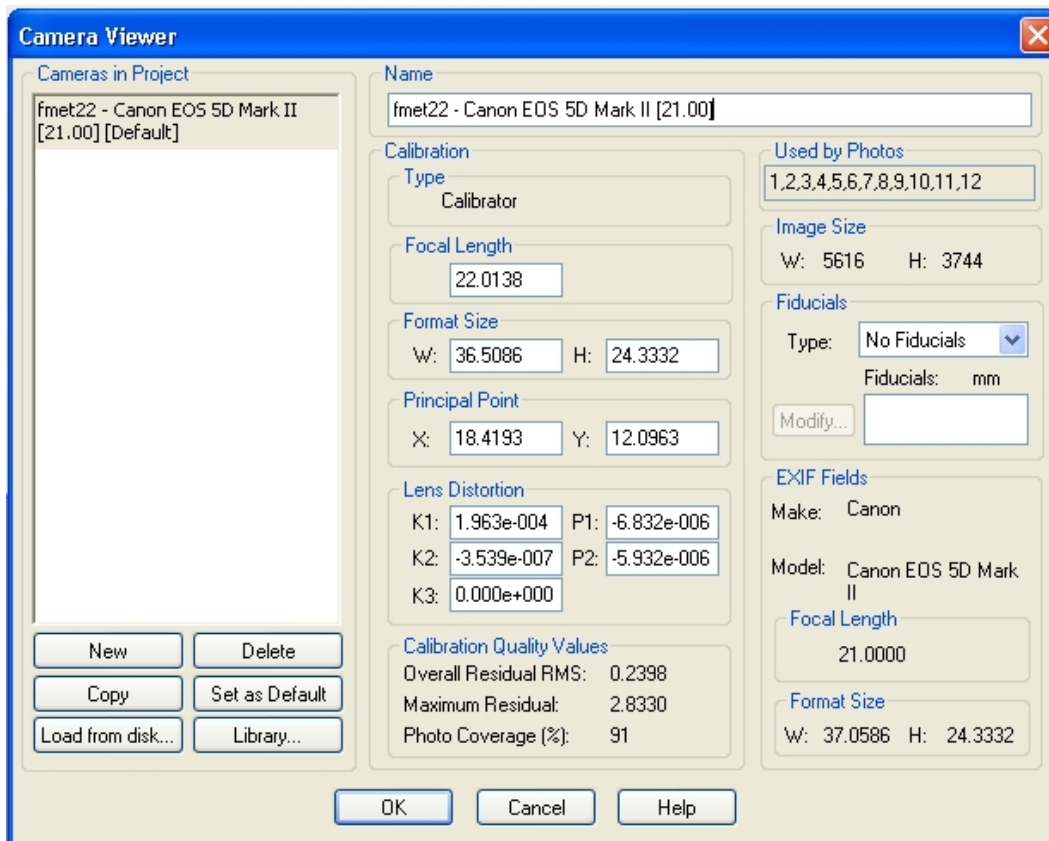 Camera Viewer
Cameras in Project
fmet22 - Canon EOS 5D Mark II
[21.00] [Default]
New
Delete
Copy
Set as Default
Load from disk...
Library...
Name
fmet22 - Canon EOS 5D Mark II [21.00]
Calibration
Type
Calibrator
Focal Length
22.0138
Format Size
W: 36.5086 H: 24.3332
Principal Point
X: 18.4193 Y: 12.0963
Lens Distortion
K1: 1.963e-004 P1: -6.832e-006
K2: -3.539e-007 P2: -5.932e-006
K3: 0.000e+000
Calibration Quality Values
Overall Residual RMS: 0.2398
Maximum Residual: 2.8330
Photo Coverage (%): 91
Used by Photos
1,2,3,4,5,6,7,8,9,10,11,12
Image Size
W: 5616 H: 3744
Fiducials
Type: No Fiducials
Fiducials: mm
Modify...
EXIF Fields
Make: Canon
Model: Canon EOS 5D Mark
II
Focal Length
21.0000
Format Size
W: 37.0586 H: 24.3332
OK
Cancel
Help